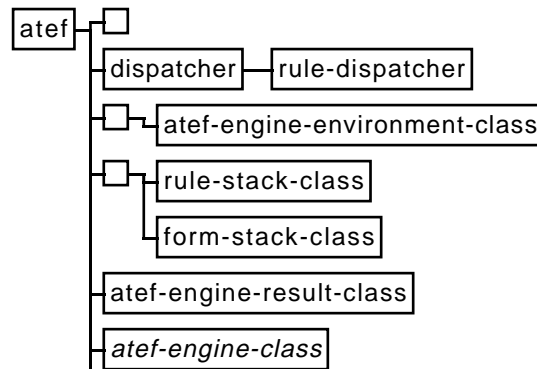 atef
dispatcher rule-dispatcher
atef-engine-environment-class
rule-stack-class
form-stack-class
atef-engine-result-class
atef-engine-class